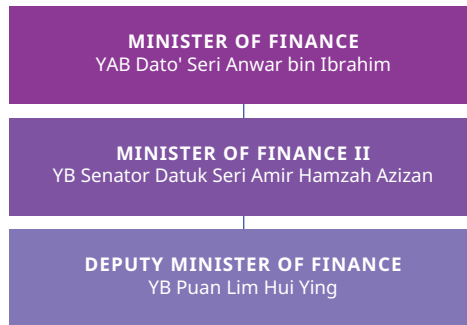 MINISTER OF FINANCE
YAB Dato' Seri Anwar bin Ibrahim
MINISTER OF FINANCE II
YB Senator Datuk Seri Amir Hamzah Azizan
DEPUTY MINISTER OF FINANCE
YB Puan Lim Hui Ying